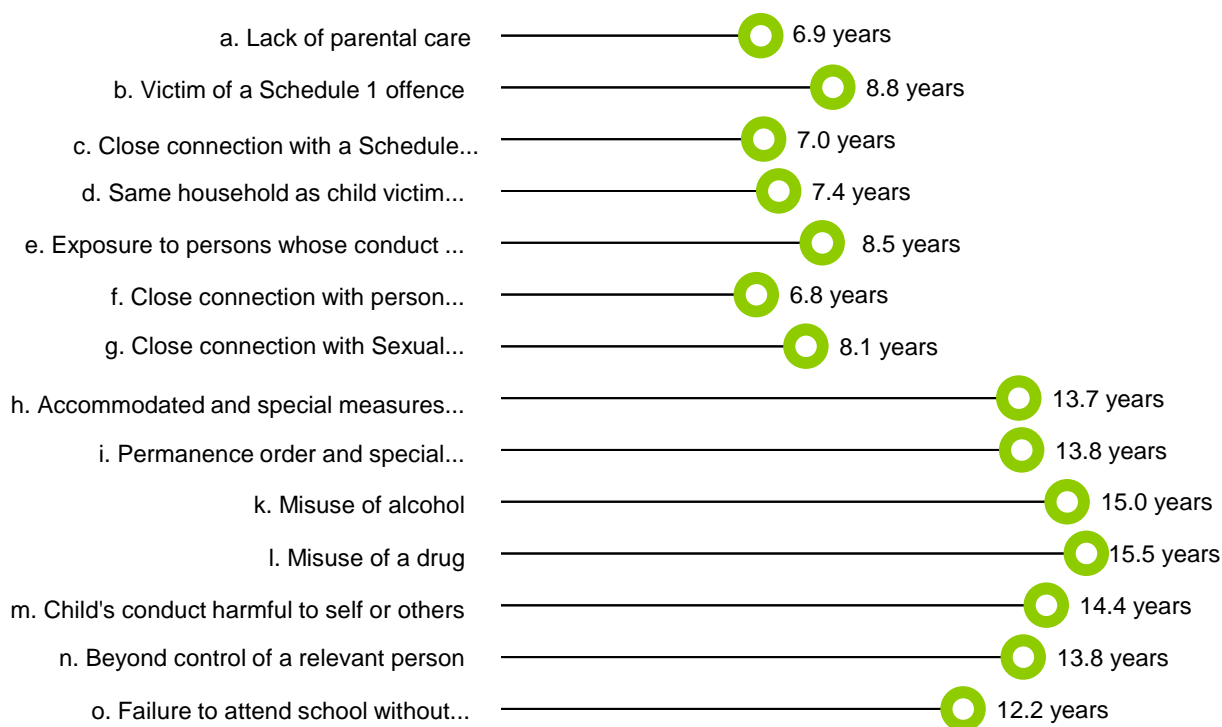 a. Lack of parental care 6.9 years
b. Victim of a Schedule 1 offence 8.8 years
c. Close connection with a Schedule... 7.0 years
d. Same household as child victim... 7.4 years
e. Exposure to persons whose conduct ... 8.5 years
f. Close connection with person... 6.8 years
g. Close connection with Sexual... 8.1 years
h. Accommodated and special measures... 13.7 years
i. Permanence order and special... 13.8 years
k. Misuse of alcohol 15.0 years
l. Misuse of a drug 15.5 years
m. Child's conduct harmful to self or others 14.4 years
n. Beyond control of a relevant person 13.8 years
o. Failure to attend school without... 12.2 years